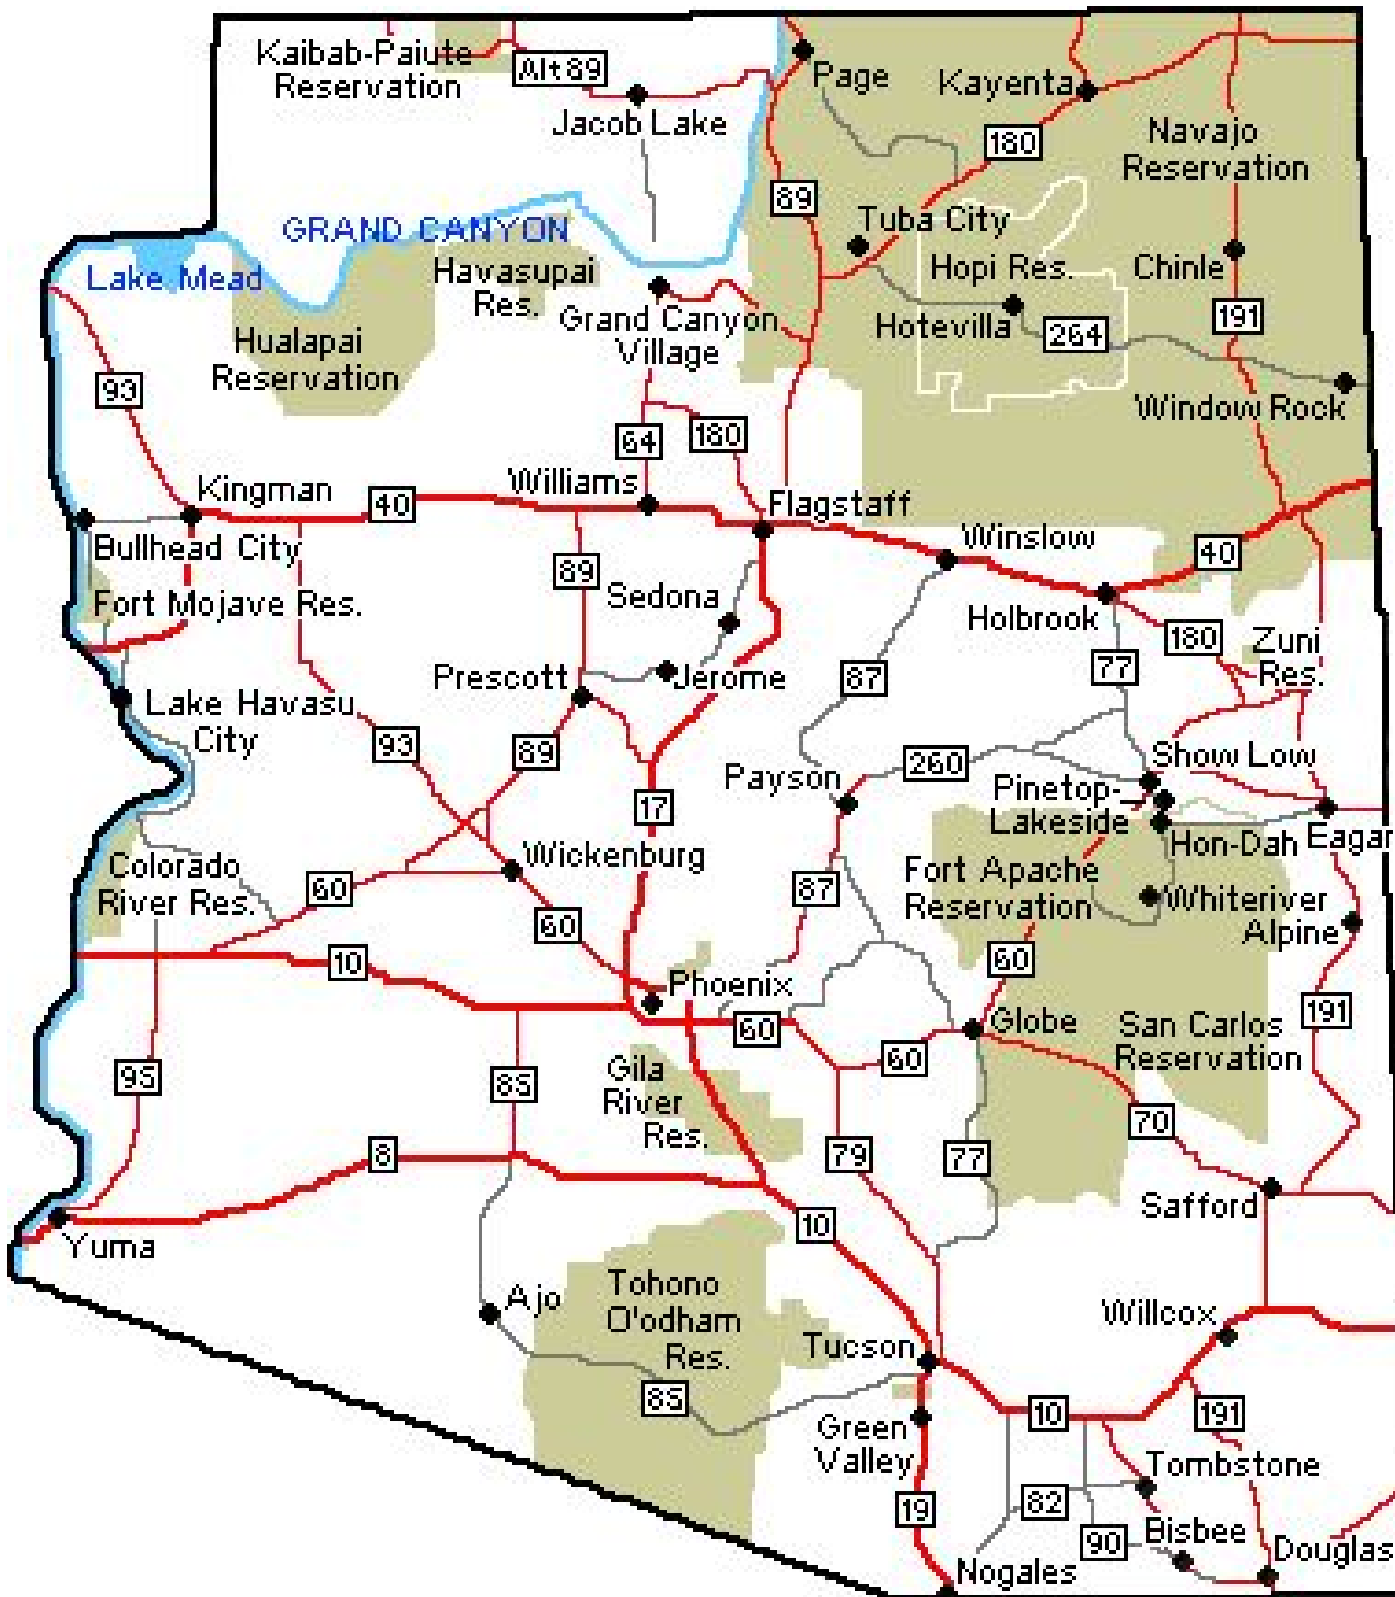 Kaibab-Paiute
Reservation
Alt 89
Jacob Lake
Page
Kayenta
180
Navajo
Reservation
89
Tuba City
GRAND CANYON
Lake Mead
Havasupai
Res.
Hopi Res.
Chinle
Grand Canyon
Village
Hotevilla
264
191
Hualapai
Reservation
93
Window Rock
64
180
Kingman
40
Williams
Flagstaff
Winslow
Bullhead City
89
40
Fort Mojave Res.
Sedona
Holbrook
180
Zuni
Res.
77
Prescott
Jerome
87
Lake Havasu
City
93
89
Payson
260
Show Low
Pinetop-
Lakeside
17
Hon-Dah
Eagar
Colorado
River Res.
60
Wickenburg
87
Fort Apache
Reservation
Whiteriver
Alpine
60
10
60
Phoenix
60
Globe
San Carlos
Reservation
191
95
85
Gila
River
Res.
60
70
8
79
77
Safford
Yuma
10
Ajo
Tohono
O'odham
Res.
Willcox
Tucson
85
Green
Valley
10
191
Tombstone
19
82
90
Bisbee
Douglas
Nogales